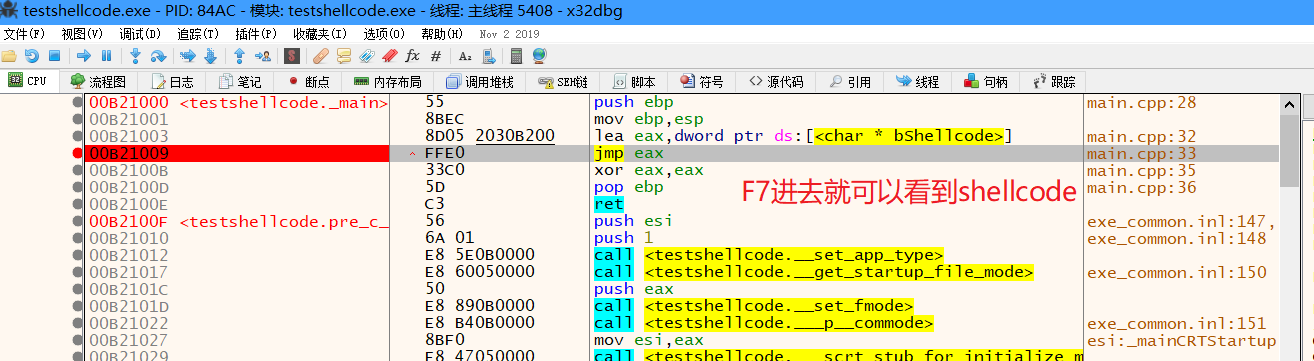 testshellcode.exe - PID: 84AC - 模块: testshellcode.exe - 线程: 主线程 5408 - x32dbg
文件(F) 视图(V) 调试(D) 追踪(T) 插件(P) 收藏夹(I) 选项(O) 帮助(H) Nov 2 2019
S fx # A₂
CPU 流程图 日志 笔记 断点 内存布局 调用堆栈 SEH链 脚本 符号 源代码 引用 线程 句柄 跟踪
00B21000 <testshellcode._main> 55 push ebp main.cpp:28
00B21001 8BEC mov ebp,esp
00B21003 8D05 2030B200 lea eax,dword ptr ds:[<char * bShellcode>] main.cpp:32
00B21009 FFE0 jmp eax main.cpp:33
00B2100B 33C0 xor eax,eax main.cpp:35
00B2100D 5D pop ebp main.cpp:36
00B2100E C3 ret
F7进去就可以看到shellcode
00B2100F <testshellcode.pre_c_ 56 push esi exe_common.inl:147,
00B21010 6A 01 push 1 exe_common.inl:148
00B21012 E8 5E0B0000 call <testshellcode.__set_app_type>
00B21017 E8 60050000 call <testshellcode.__get_startup_file_mode> exe_common.inl:150
00B2101C 50 push eax
00B2101D E8 890B0000 call <testshellcode.__set_fmode>
00B21022 E8 B40B0000 call <testshellcode.___p__commode> exe_common.inl:151
00B21027 8BF0 mov esi,eax esi:_mainCRTStartup
00B21029 E8 47050000 call <testshellcode.__scrt_stub_for_initialize_m